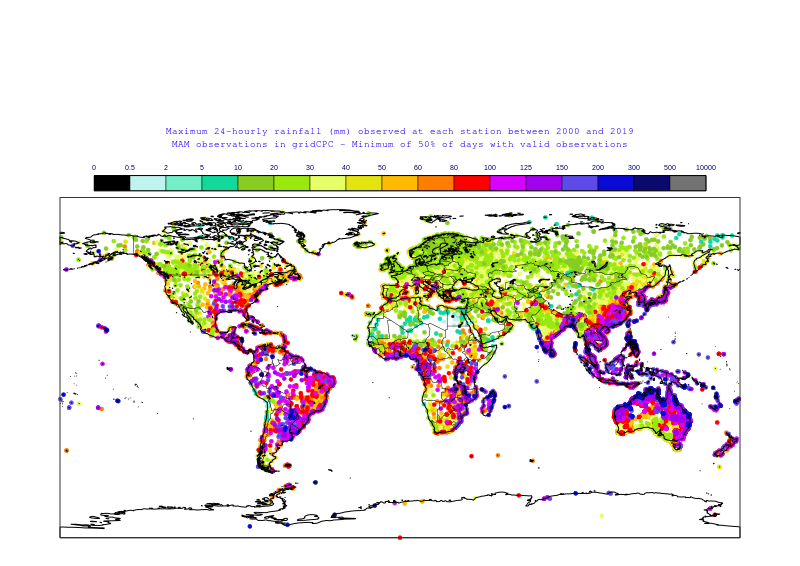 Maximum 24-hourly rainfall (mm) observed at each station between 2000 and 2019
MAM observations in gridCPC - Minimum of 50% of days with valid observations
0 0.5 2 5 10 20 30 40 50 60 80 100 125 150 200 300 500 10000